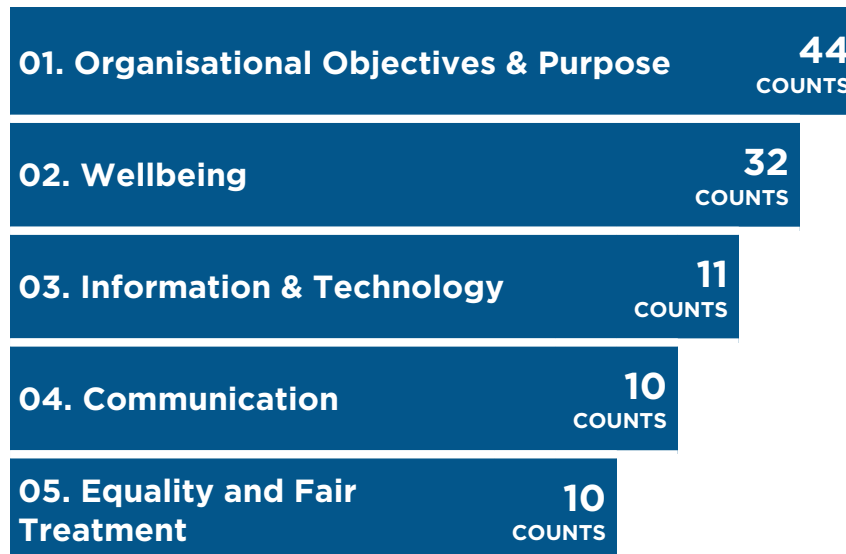 01. Organisational Objectives & Purpose
44
COUNTS
02. Wellbeing
32
COUNTS
03. Information & Technology
11
COUNTS
04. Communication
10
COUNTS
05. Equality and Fair
Treatment
10
COUNTS